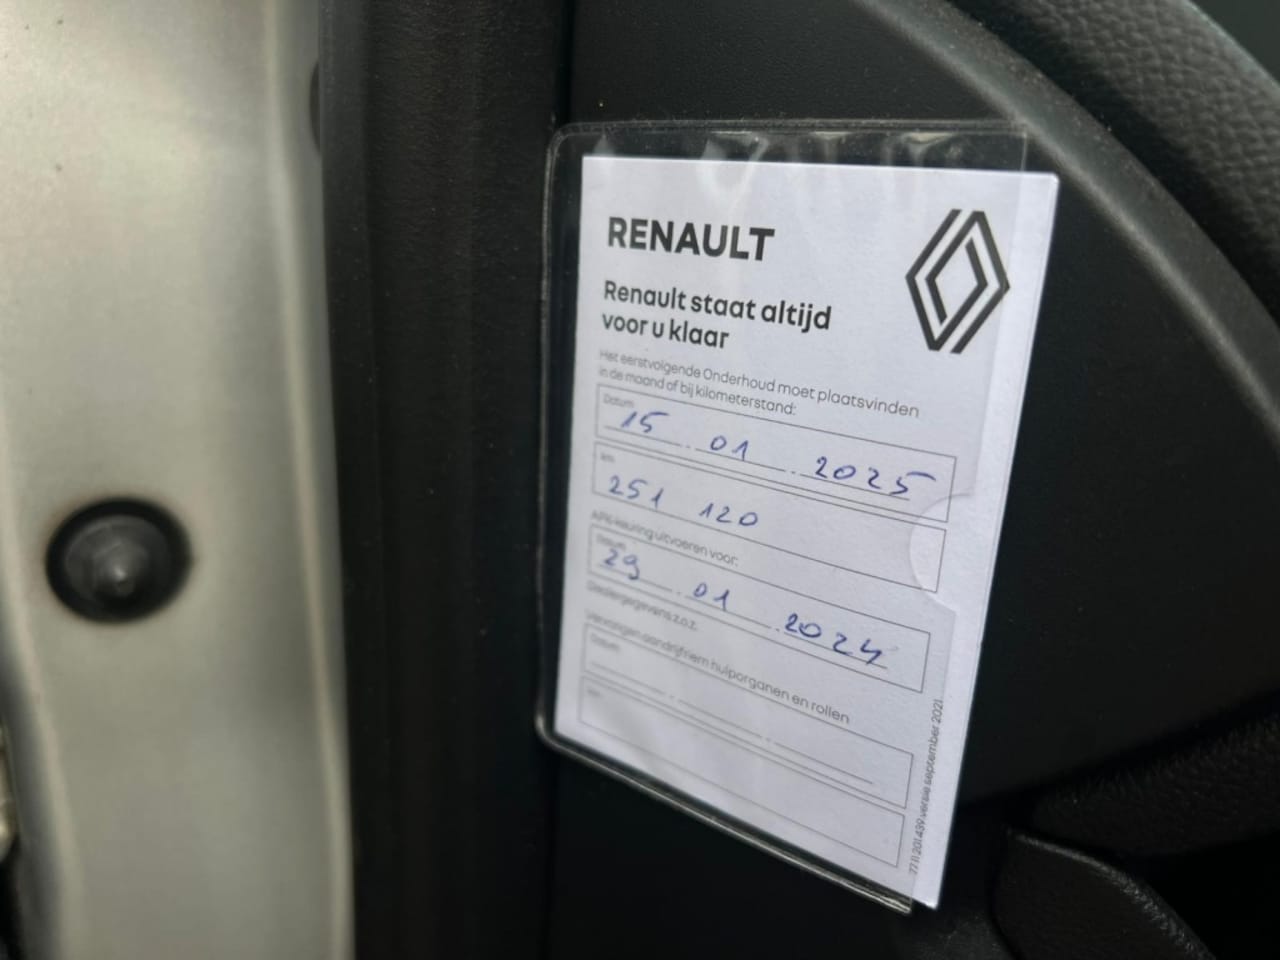 RENAULT
Renault staat altijd
voor u klaar
Het eerstvolgende Onderhoud moet plaatsvinden
in de maand of bij kilometerstand:
Datum
15 01 2025
km
251 120
APK-keuring uitvoeren voor:
Datum
29 01 2024
Dealergegevens z.o.z.
Vervangen aandrijfriem hulporganen en rollen
Datum
km
77 11 201 439 versie september 2021